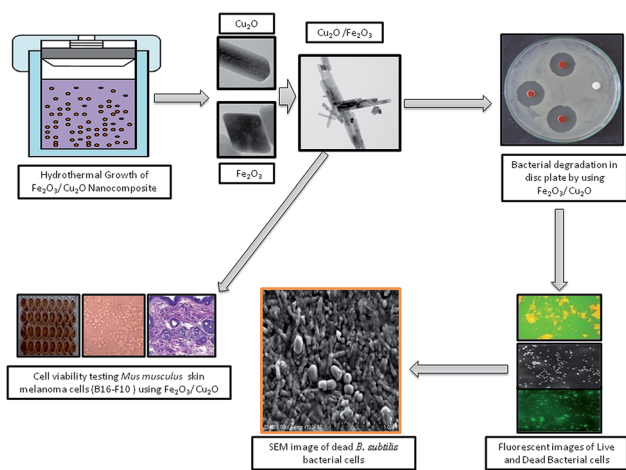 Cu₂O
Cu₂O /Fe₂O₃
Fe₂O₃
Hydrothermal Growth of
Fe₂O₃/ Cu₂O Nanocomposite
Bacterial degradation in
disc plate by using
Fe₂O₃/ Cu₂O
Cell viability testing Mus musculus skin
melanoma cells (B16-F10 ) using Fe₂O₃/ Cu₂O
SEM image of dead B. subtilis
bacterial cells
Fluorescent images of Live
and Dead Bacterial cells